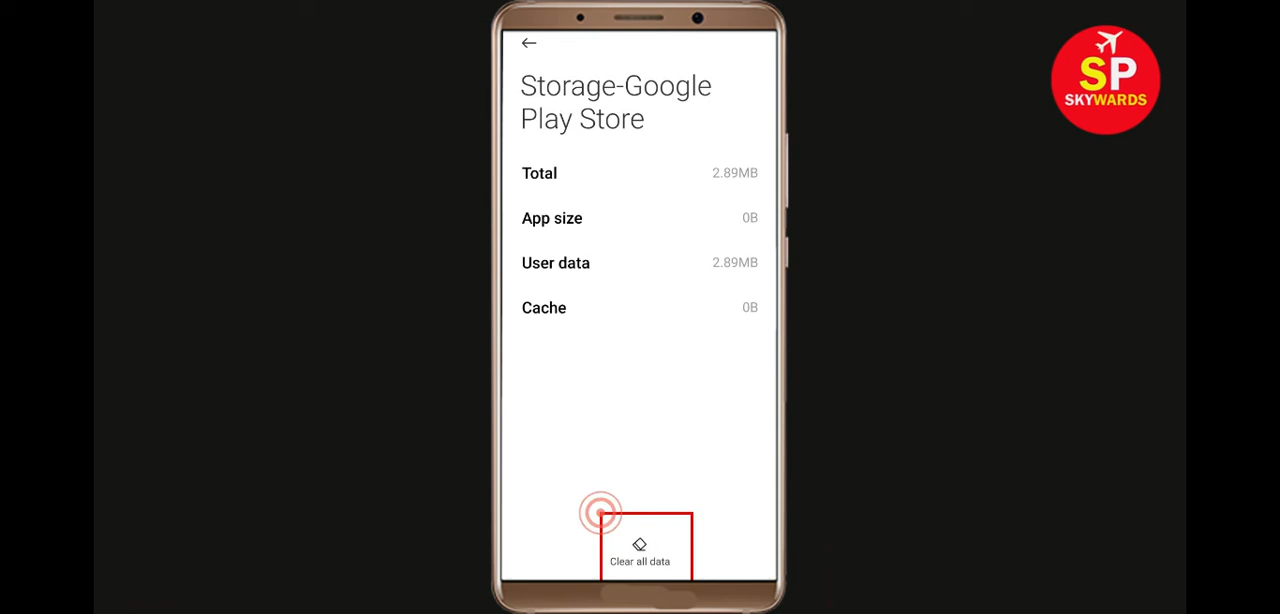 SP
SKYWARDS
Storage-Google
Play Store
Total 2.89MB
App size 0B
User data 2.89MB
Cache 0B
Clear all data